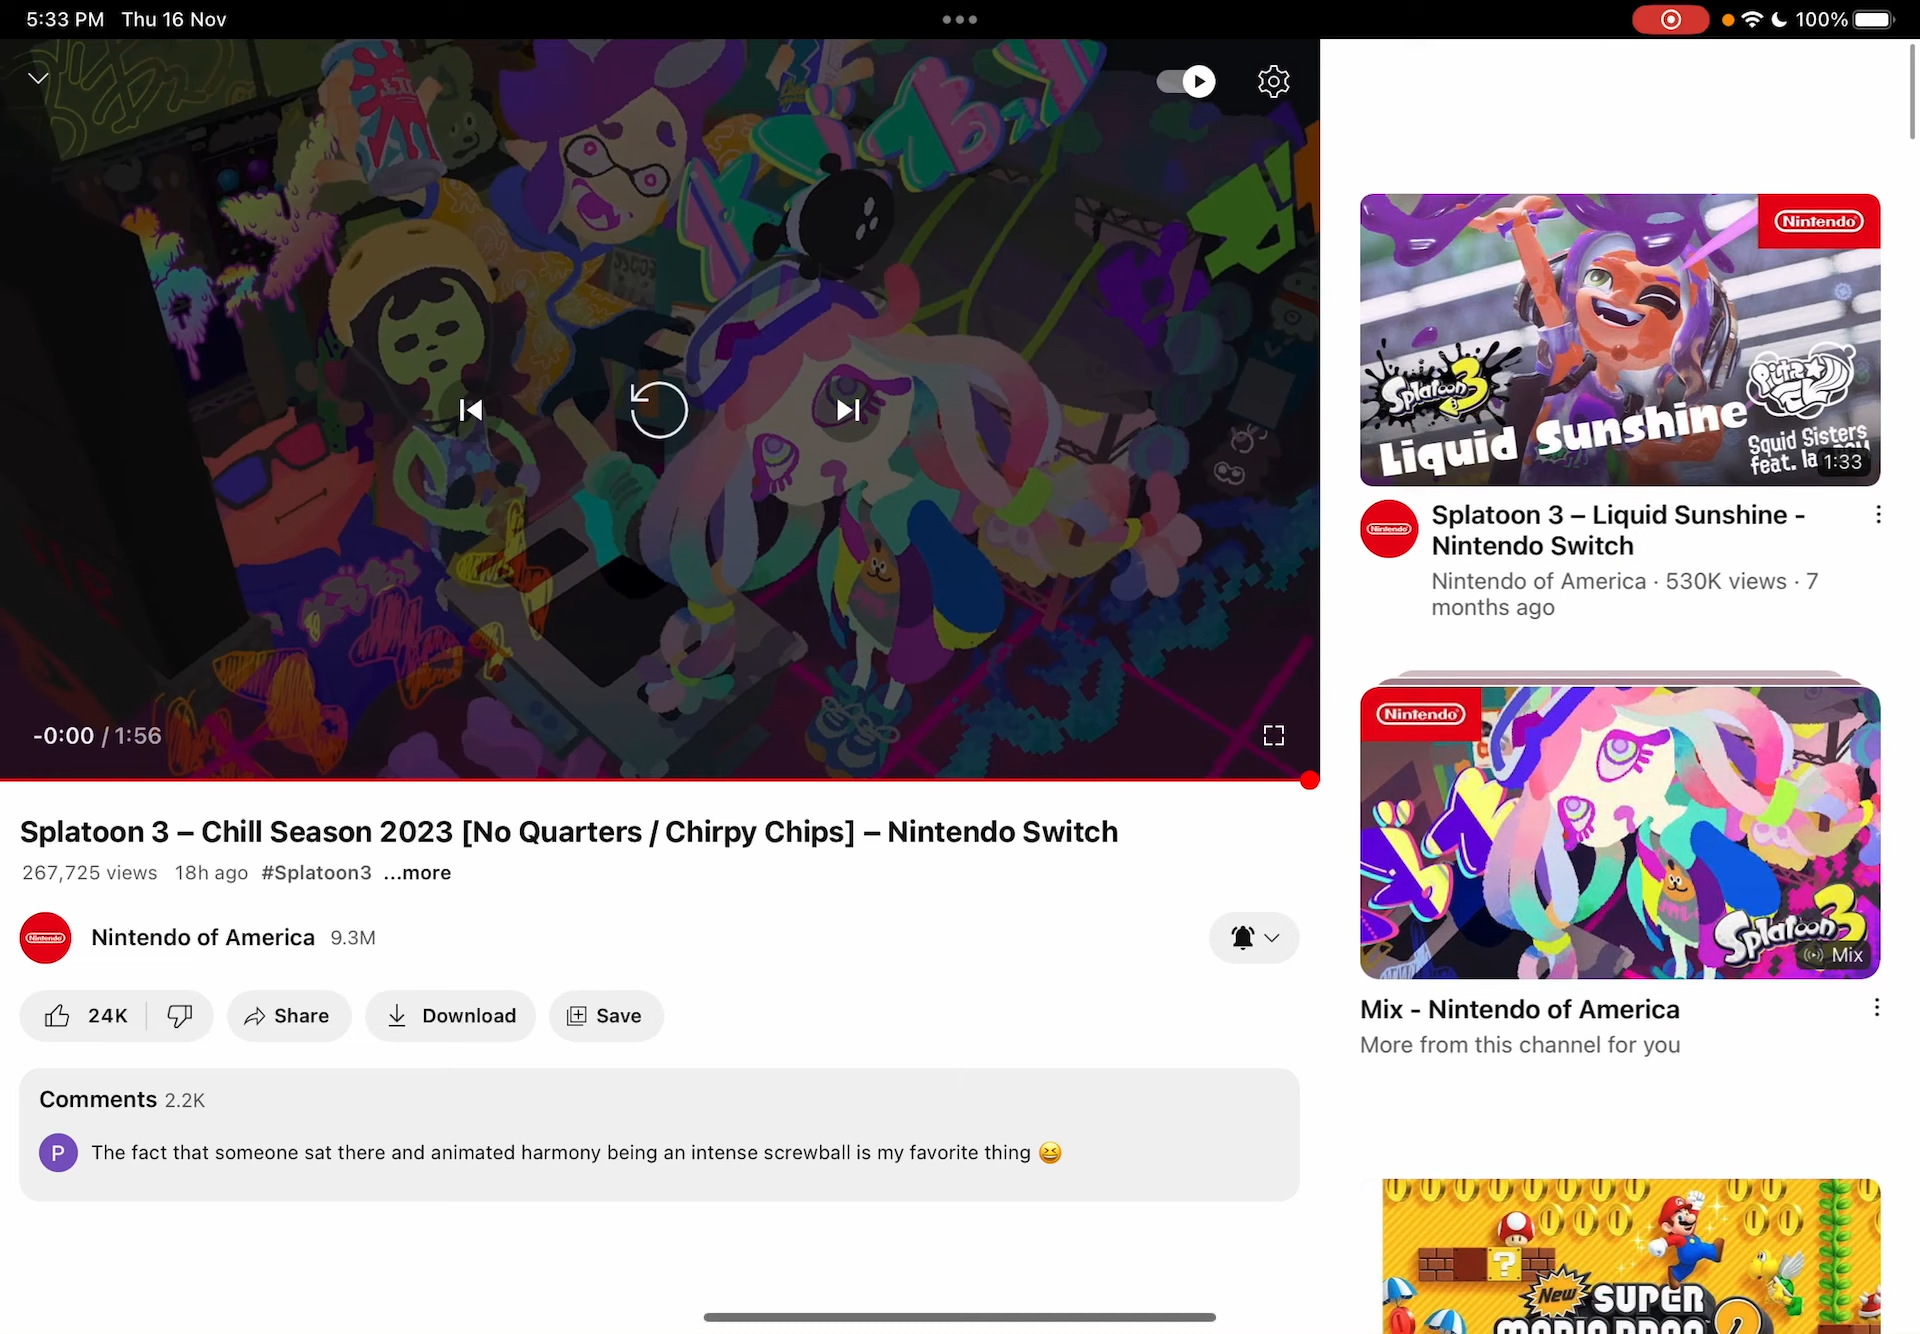 5:33 PM Thu 16 Nov
100%
-0:00 / 1:56
Splatoon 3 – Chill Season 2023 [No Quarters / Chirpy Chips] – Nintendo Switch
267,725 views 18h ago #Splatoon3 ...more
Nintendo
Nintendo of America 9.3M
24K
Share
Download
Save
Comments 2.2K
P
The fact that someone sat there and animated harmony being an intense screwball is my favorite thing 😆
Nintendo
Splatoon 3
Liquid Sunshine
Squid Sisters
feat. Ia
1:33
Nintendo
Splatoon 3 – Liquid Sunshine -
Nintendo Switch
Nintendo of America · 530K views · 7
months ago
Nintendo
Splatoon 3
Mix
Mix - Nintendo of America
More from this channel for you
?
New SUPER
MARIO BROS
2